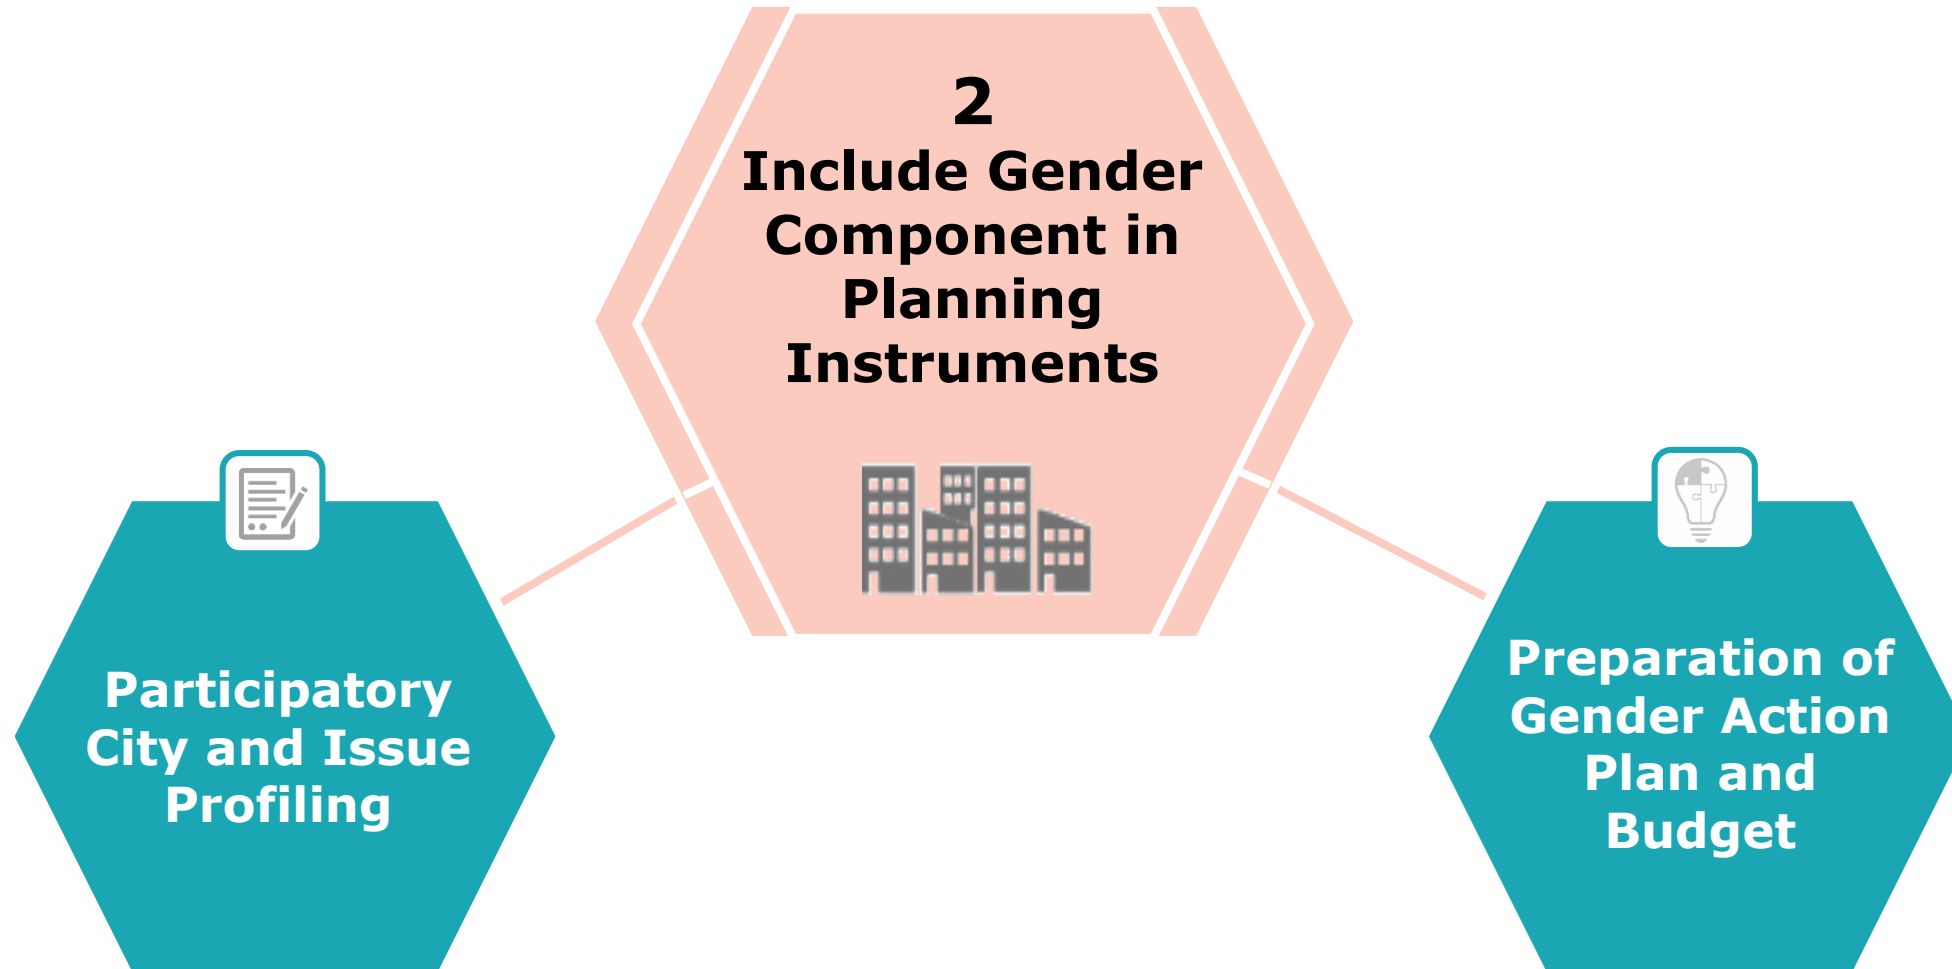 2
Include Gender
Component in
Planning
Instruments
Participatory
City and Issue
Profiling
Preparation of
Gender Action
Plan and
Budget